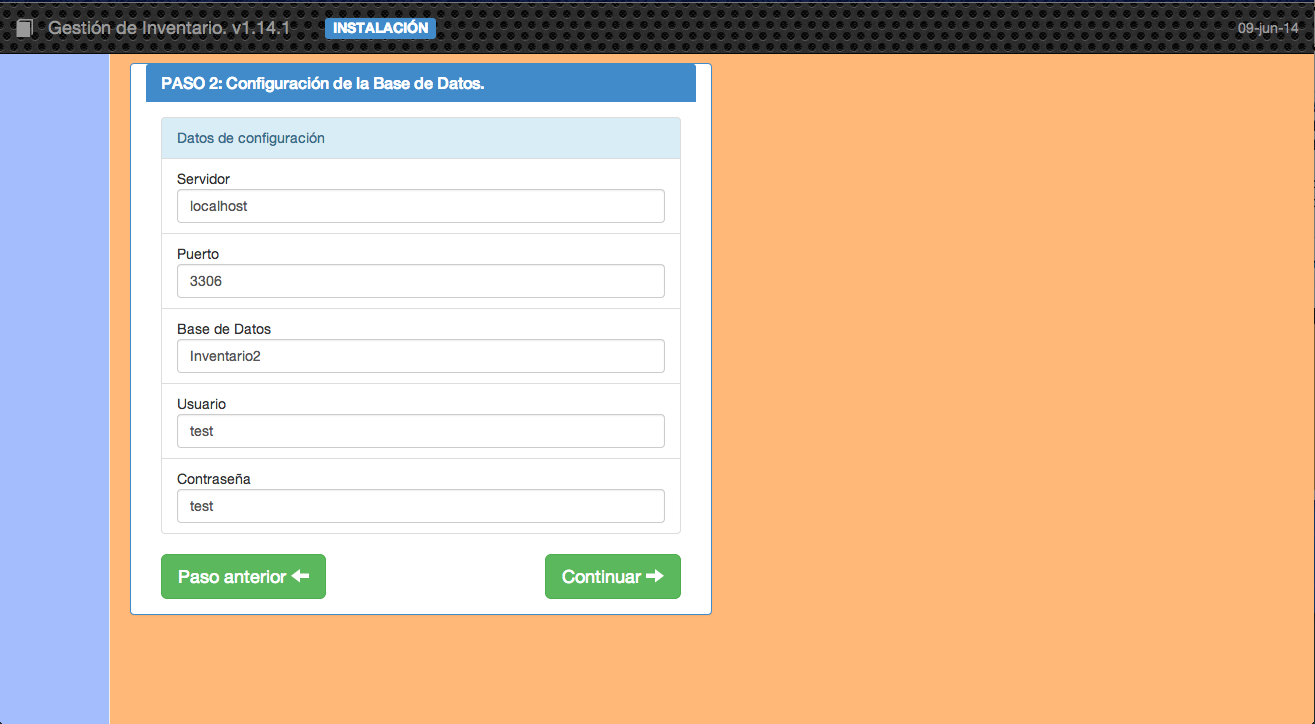 Gestión de Inventario. v1.14.1 INSTALACIÓN 09-jun-14
PASO 2: Configuración de la Base de Datos.
Datos de configuración
Servidor
localhost
Puerto
3306
Base de Datos
Inventario2
Usuario
test
Contraseña
test
Paso anterior Continuar